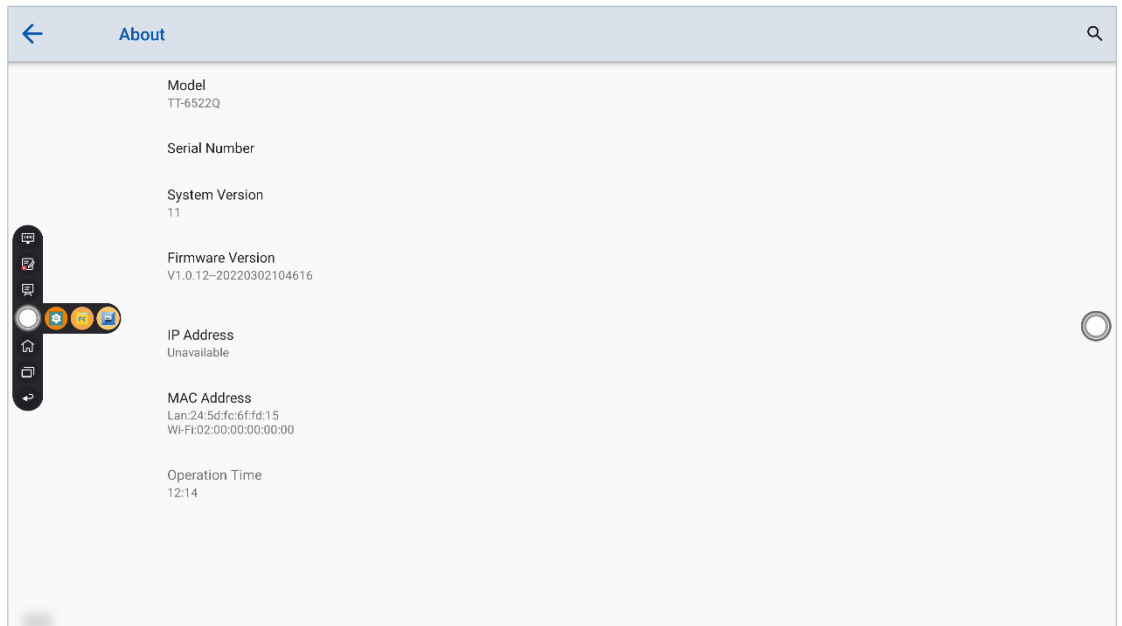 About
Model
TT-6522Q
Serial Number
System Version
11
Firmware Version
V1.0.12--20220302104616
IP Address
Unavailable
MAC Address
Lan:24:5d:fc:6f:fd:15
Wi-Fi:02:00:00:00:00:00
Operation Time
12:14